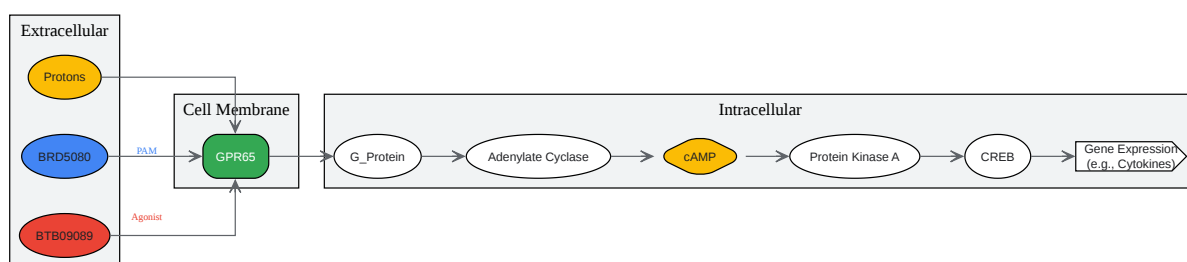 Extracellular
Protons
BRD5080
PAM
BTB09089
Agonist
Cell Membrane
GPR65
Intracellular
G_Protein
Adenylate Cyclase
cAMP
Protein Kinase A
CREB
Gene Expression
(e.g., Cytokines)